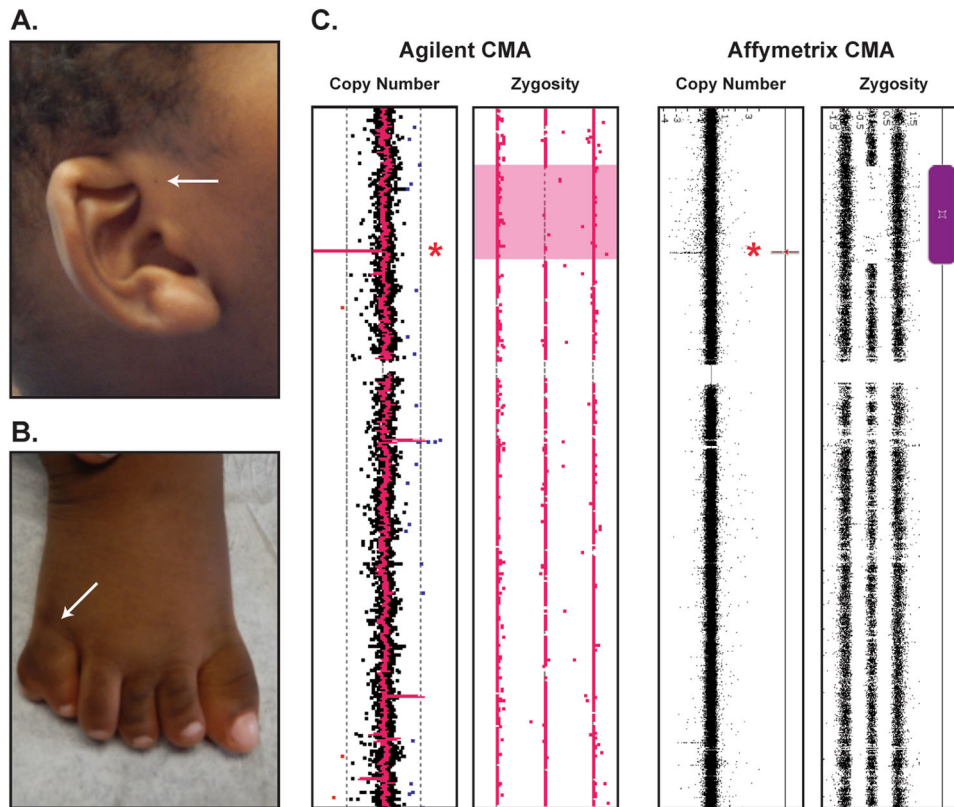 A.
B.
C.
Agilent CMA
Affymetrix CMA
Copy Number
Zygosity
Copy Number
Zygosity
*
*